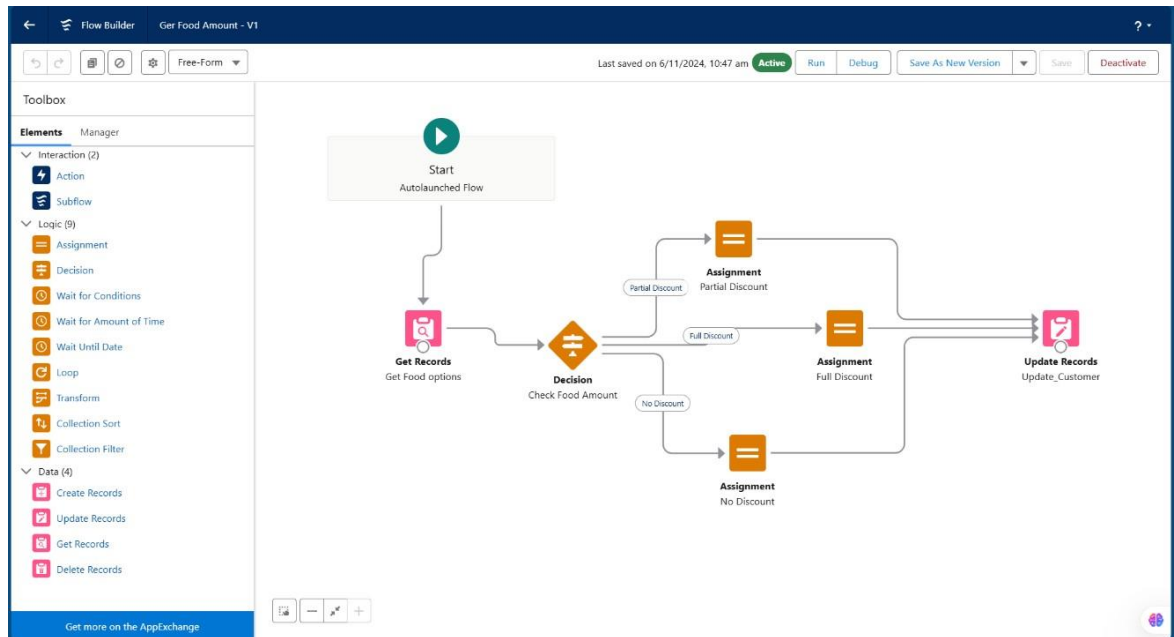 Flow Builder
Ger Food Amount - V1
?
Free-Form
Last saved on 6/11/2024, 10:47 am
Active
Run
Debug
Save As New Version
Save
Deactivate
Toolbox
Elements
Manager
Interaction (2)
Action
Subflow
Logic (9)
Assignment
Decision
Wait for Conditions
Wait for Amount of Time
Wait Until Date
Loop
Transform
Collection Sort
Collection Filter
Data (4)
Create Records
Update Records
Get Records
Delete Records
Get more on the AppExchange
Start
Autolaunched Flow
Get Records
Get Food options
Decision
Check Food Amount
Partial Discount
Full Discount
No Discount
Assignment
Partial Discount
Assignment
Full Discount
Assignment
No Discount
Update Records
Update_Customer